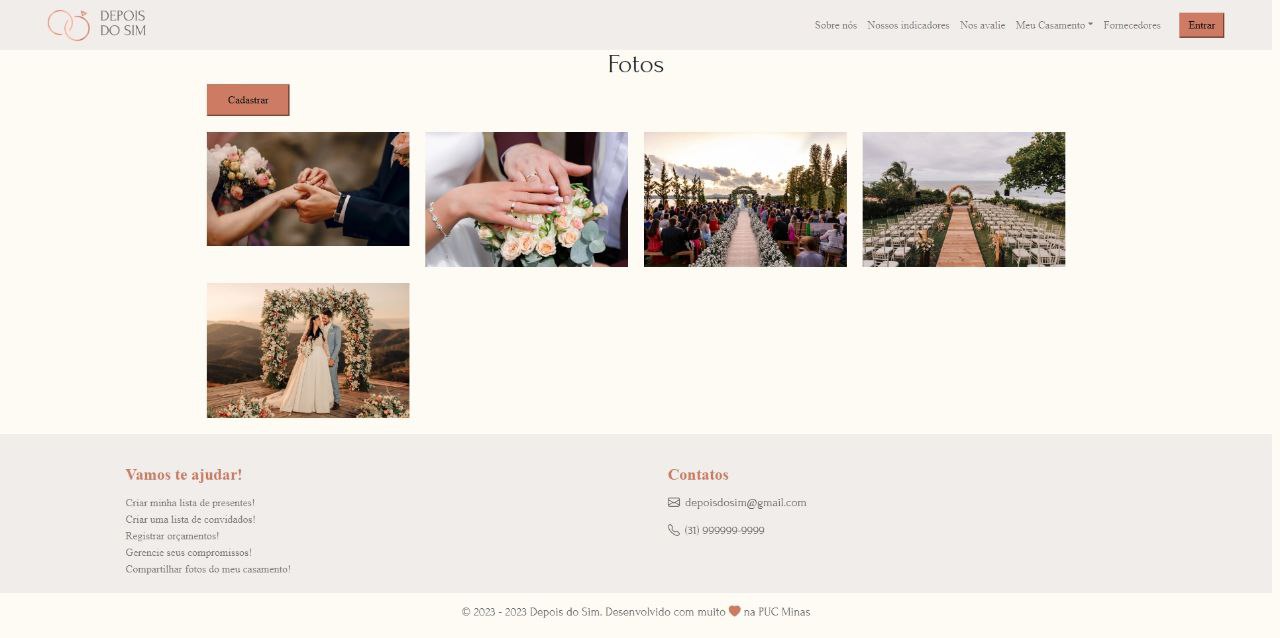 DEPOIS
DO SIM
Sobre nós
Nossos indicadores
Nos avalie
Meu Casamento
Fornecedores
Entrar
Fotos
Cadastrar
Vamos te ajudar!
Criar minha lista de presentes!
Criar uma lista de convidados!
Registrar orçamentos!
Gerencie seus compromissos!
Compartilhar fotos do meu casamento!
Contatos
depoisdosim@gmail.com
(31) 999999-9999
© 2023 - 2023 Depois do Sim. Desenvolvido com muito na PUC Minas